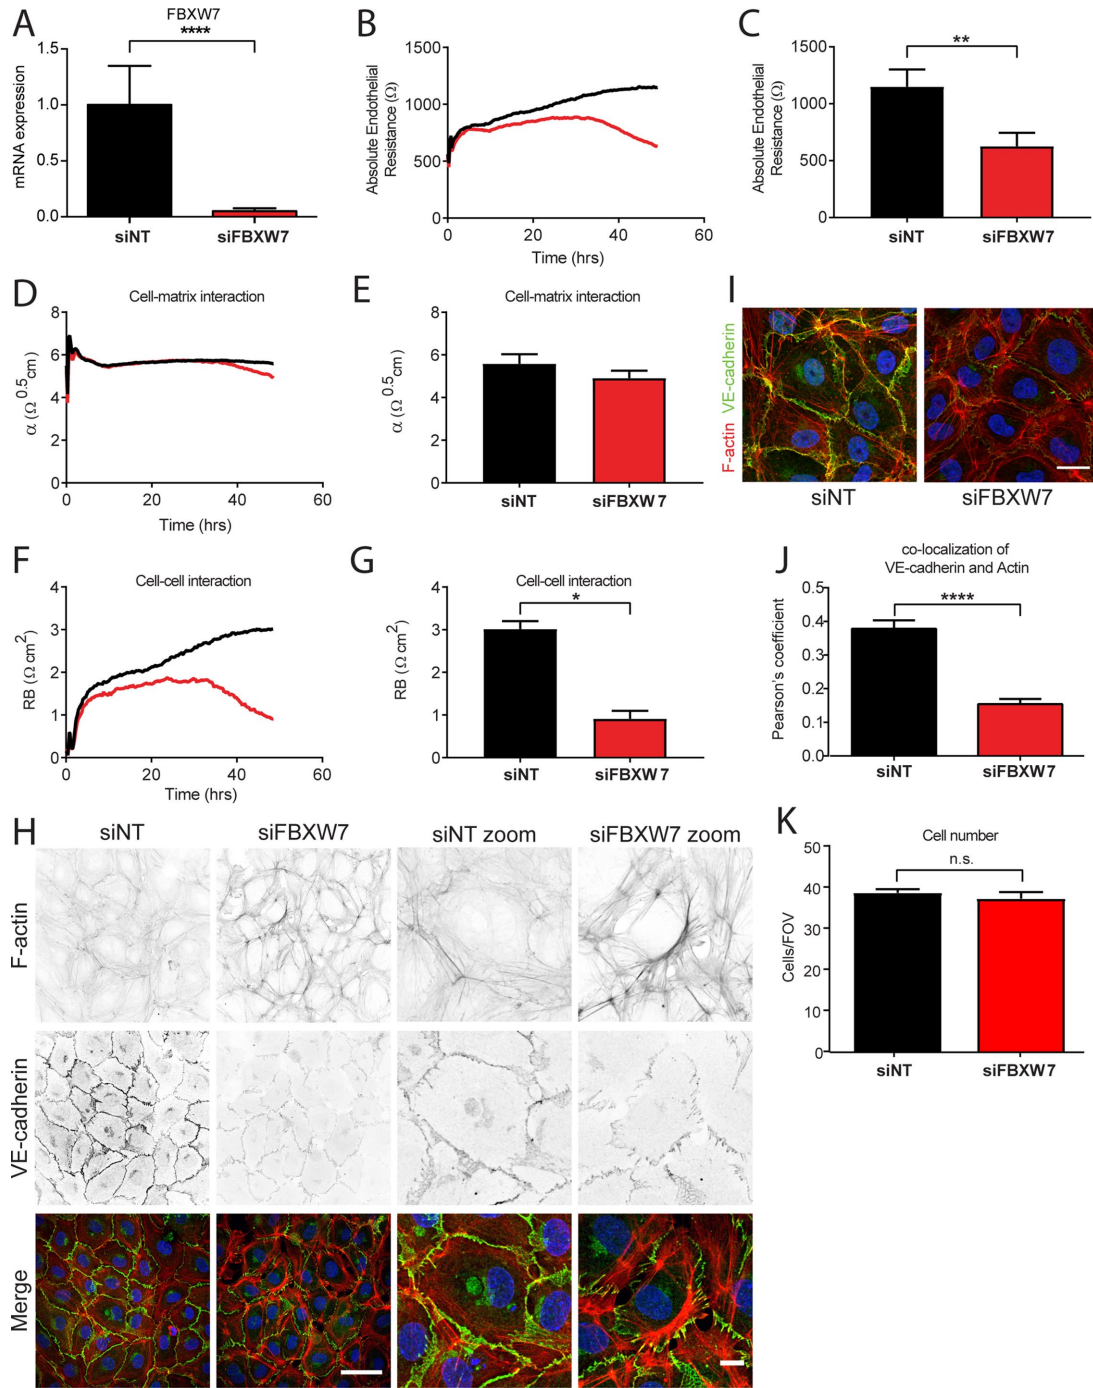 A
FBXW7
****
mRNA expression
1.5
1.0
0.5
0.0
siNT
siFBXW7
B
Absolute Endothelial
Resistance (Ω)
1500
1000
500
0
0
20
40
60
Time (hrs)
C
**
Absolute Endothelial
Resistance (Ω)
1500
1000
500
0
siNT
siFBXW7
D
Cell-matrix interaction
α (Ω0.5cm)
8
6
4
2
0
0
20
40
60
Time (hrs)
E
Cell-matrix interaction
α (Ω0.5cm)
8
6
4
2
0
siNT
siFBXW7
I
F-actin VE-cadherin
siNT
siFBXW7
F
Cell-cell interaction
RB (Ω cm2)
4
3
2
1
0
0
20
40
60
Time (hrs)
G
Cell-cell interaction
*
RB (Ω cm2)
4
3
2
1
0
siNT
siFBXW7
J
co-localization of
VE-cadherin and Actin
****
Pearson's coefficient
0.5
0.4
0.3
0.2
0.1
0.0
siNT
siFBXW7
H
siNT
siFBXW7
siNT zoom
siFBXW7 zoom
F-actin
VE-cadherin
Merge
K
Cell number
n.s.
Cells/FOV
50
40
30
20
10
0
siNT
siFBXW7